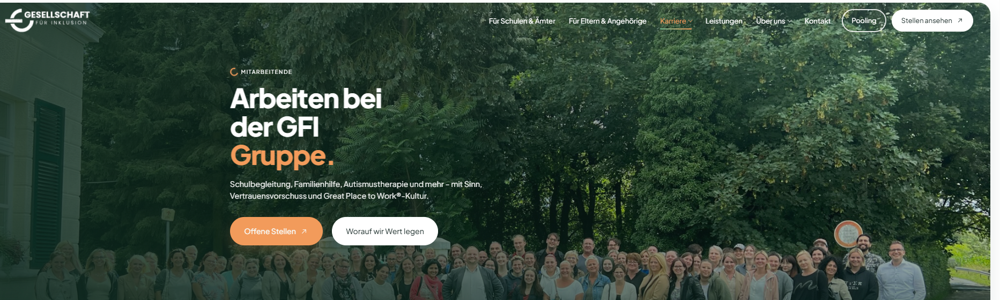 GESELLSCHAFT
FÜR INKLUSION
Für Schulen & Ämter
Für Eltern & Angehörige
Karriere
Leistungen
Über uns
Kontakt
Pooling
Stellen ansehen
MITARBEITENDE
Arbeiten bei
der GFI
Gruppe.
Schulbegleitung, Familienhilfe, Autismustherapie und mehr – mit Sinn,
Vertrauensvorschuss und Great Place to Work®-Kultur.
Offene Stellen
Worauf wir Wert legen